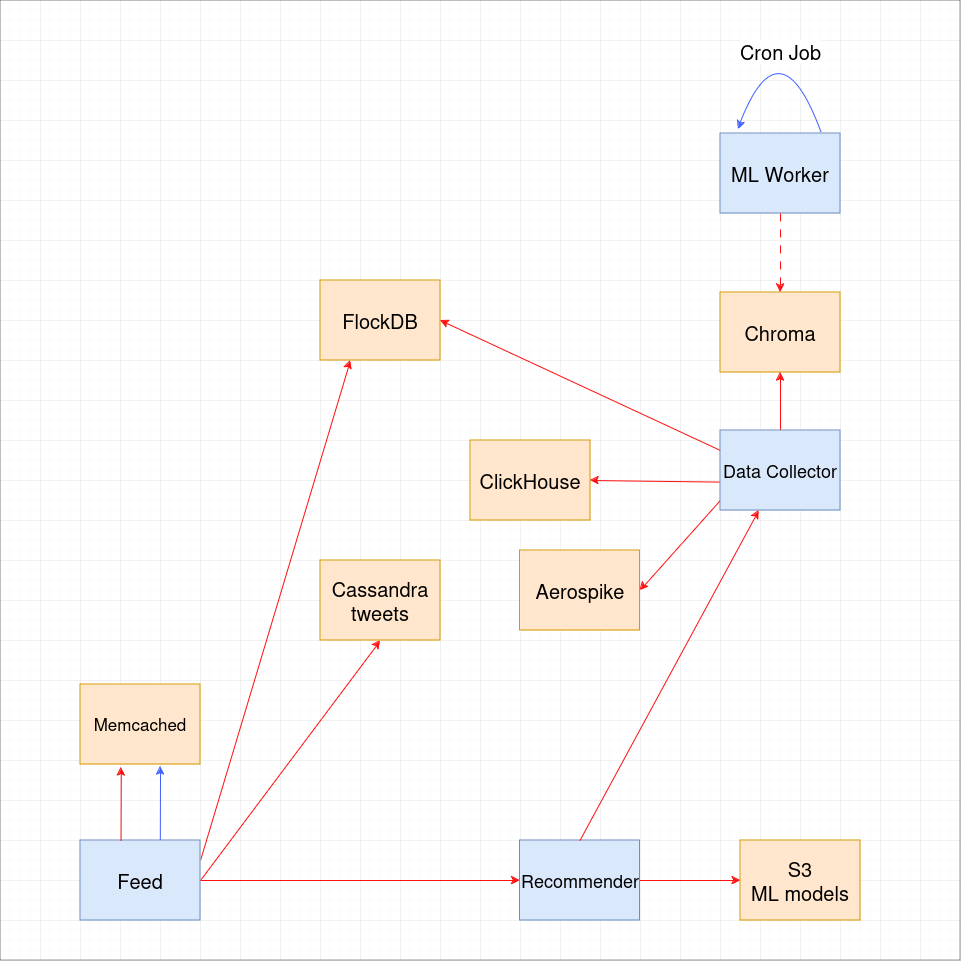 Cron Job
ML Worker
FlockDB
Chroma
ClickHouse
Data Collector
Cassandra
tweets
Aerospike
Memcached
Feed
Recommender
S3
ML models